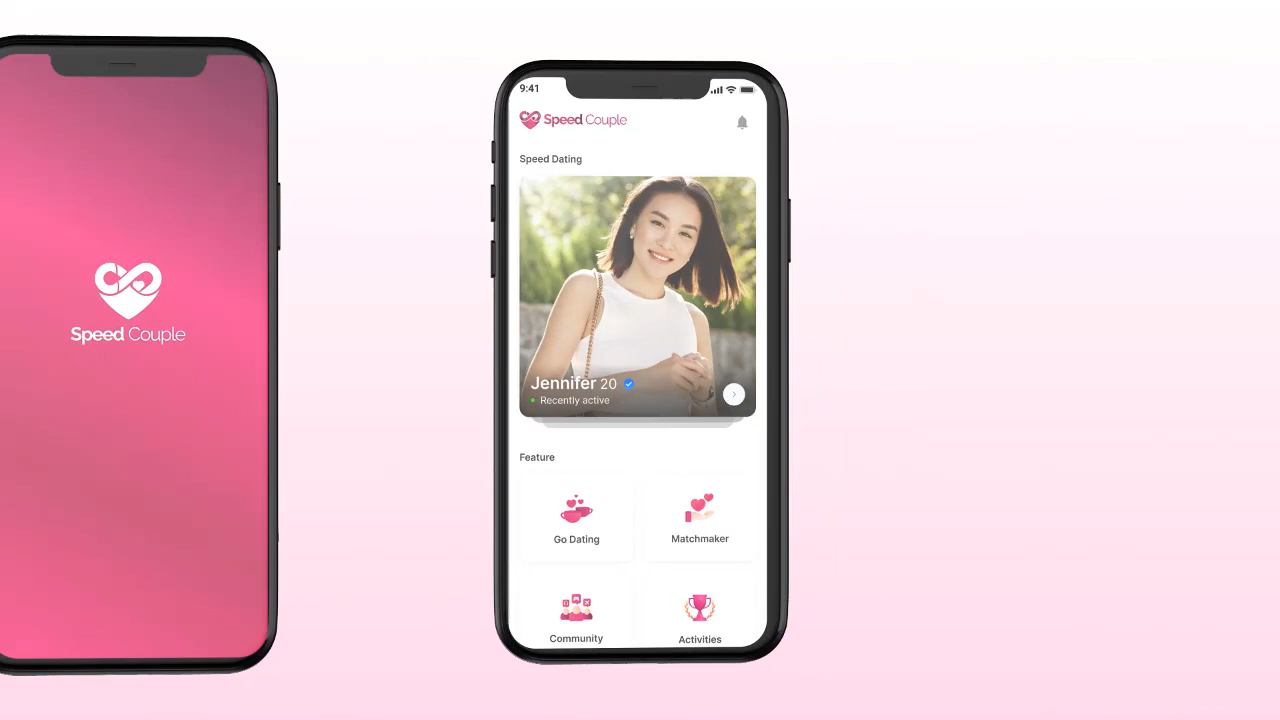 Speed Couple
9:41
Speed Couple
Speed Dating
Jennifer 20
Recently active
Feature
Go Dating
Matchmaker
Community
Activities